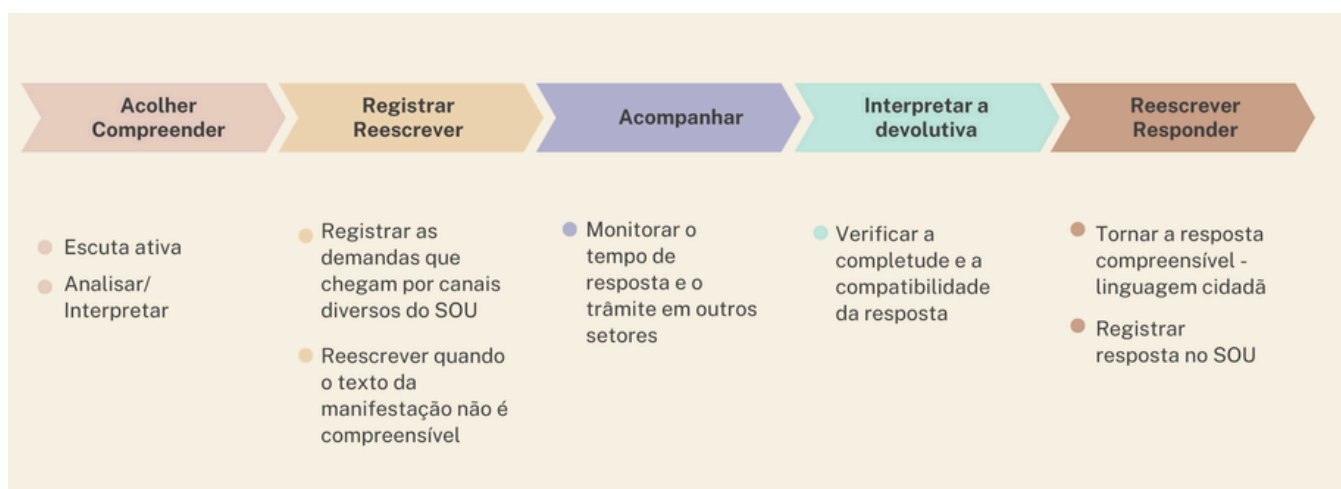 Acolher
Compreender
Registrar
Reescrever
Acompanhar
Interpretar a
devolutiva
Reescrever
Responder
Escuta ativa
Analisar/
Interpretar
Registrar as
demandas que
chegam por canais
diversos do SOU
Reescrever quando
o texto da
manifestação não é
compreensível
Monitorar o
tempo de
resposta e o
trâmite em outros
setores
Verificar a
completude e a
compatibilidade
da resposta
Tornar a resposta
compreensível -
linguagem cidadã
Registrar
resposta no SOU